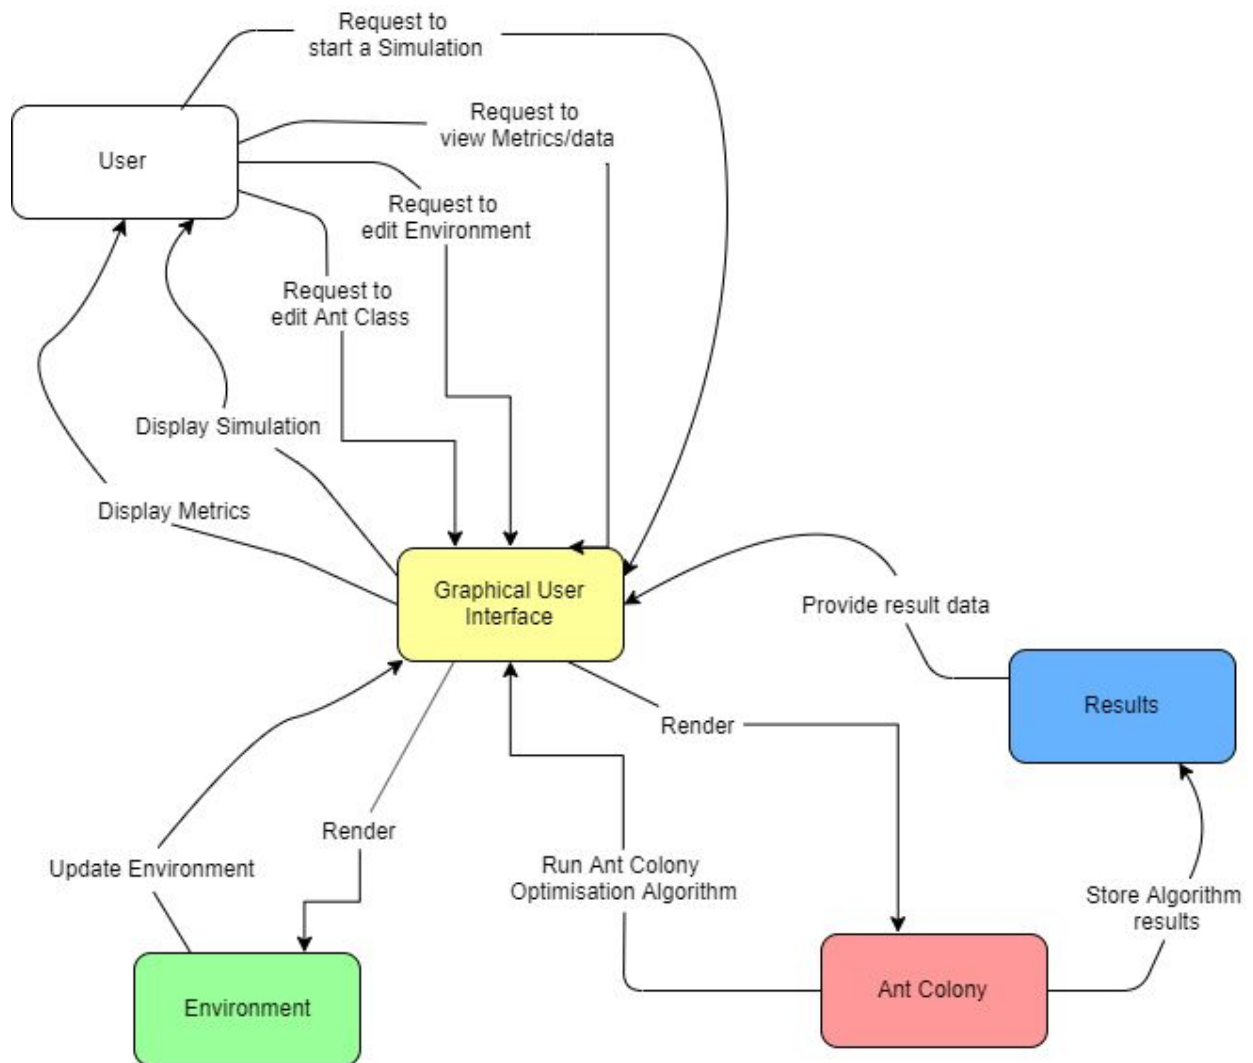 Request to
start a Simulation
Request to
view Metrics/data
User
Request to
edit Environment
Request to
edit Ant Class
Display Simulation
Display Metrics
Graphical User
Interface
Provide result data
Results
Render
Render
Update Environment
Run Ant Colony
Optimisation Algorithm
Store Algorithm
results
Ant Colony
Environment